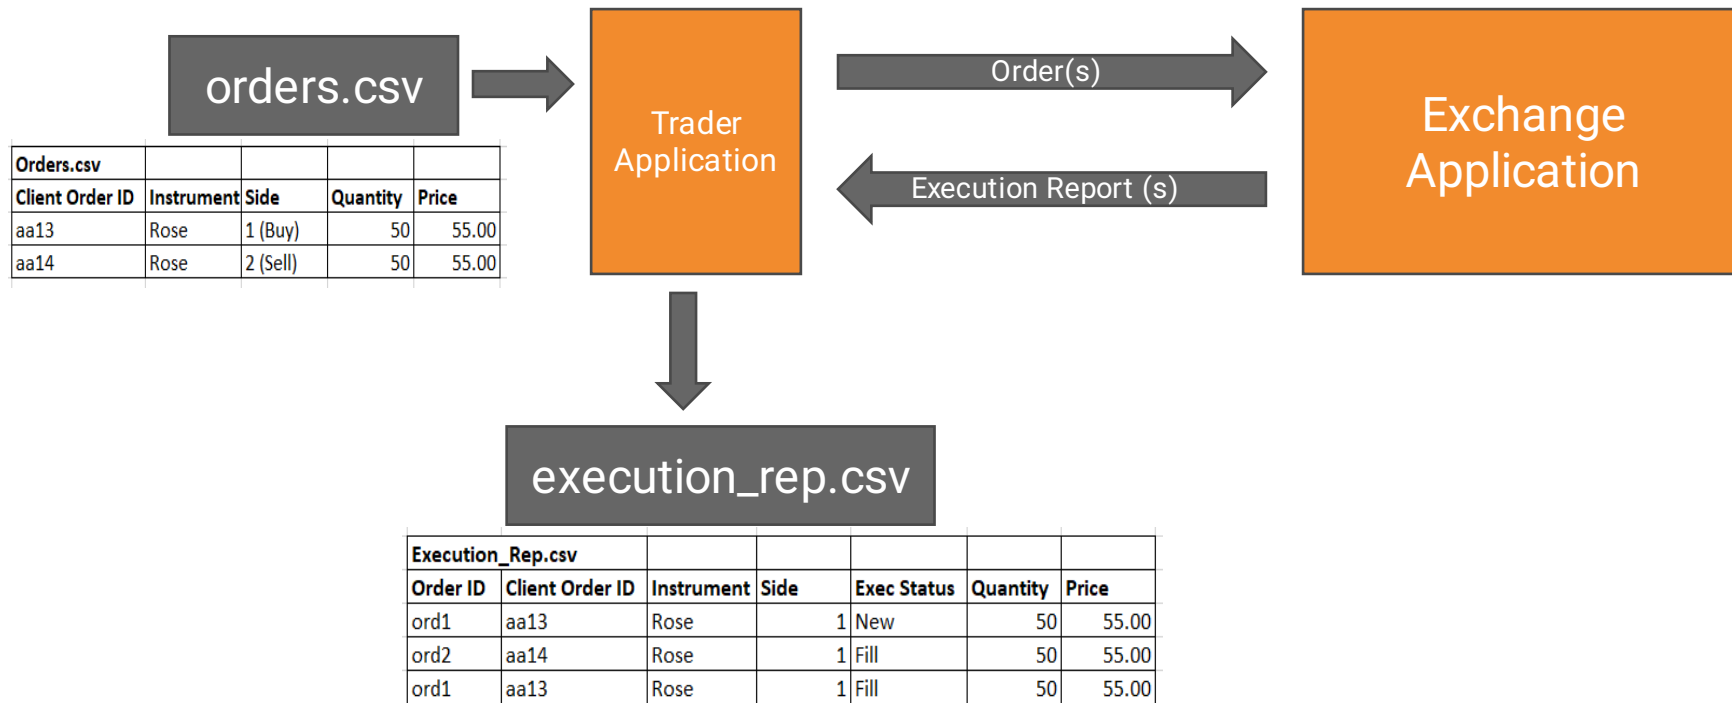 orders.csv
Orders.csv
Client Order ID Instrument Side Quantity Price
aa13 Rose 1 (Buy) 50 55.00
aa14 Rose 2 (Sell) 50 55.00
Trader
Application
Order(s)
Execution Report (s)
Exchange
Application
execution_rep.csv
Execution_Rep.csv
Order ID Client Order ID Instrument Side Exec Status Quantity Price
ord1 aa13 Rose 1 New 50 55.00
ord2 aa14 Rose 1 Fill 50 55.00
ord1 aa13 Rose 1 Fill 50 55.00